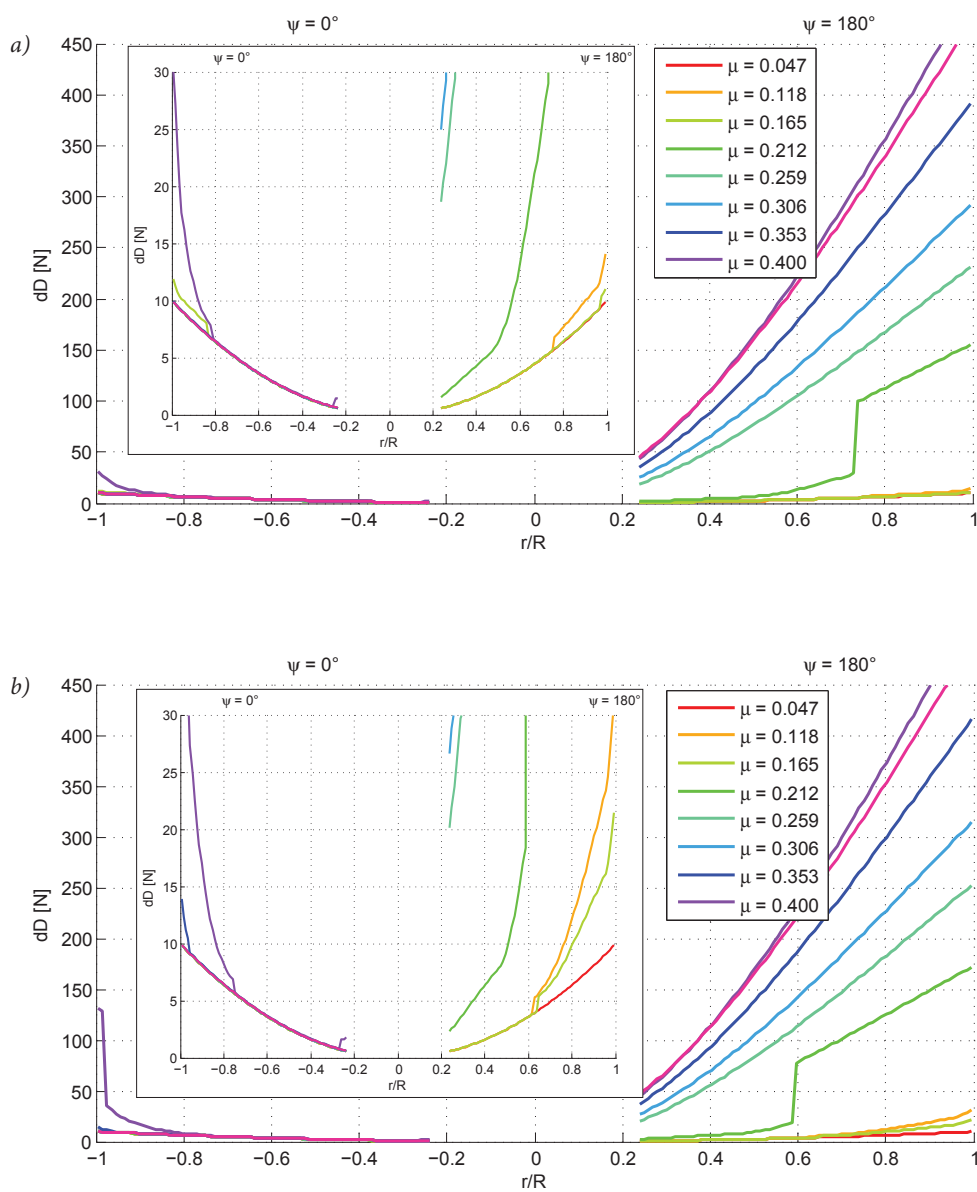 a)
ψ = 0°
ψ = 180°
450
400
350
300
250
200
150
100
50
0
dD [N]
−1
−0.8
−0.6
−0.4
−0.2
0
0.2
0.4
0.6
0.8
1
r/R
ψ = 0°
ψ = 180°
30
25
20
15
10
5
0
dD [N]
−1
−0.8
−0.6
−0.4
−0.2
0
0.2
0.4
0.6
0.8
1
r/R
μ = 0.047
μ = 0.118
μ = 0.165
μ = 0.212
μ = 0.259
μ = 0.306
μ = 0.353
μ = 0.400
b)
ψ = 0°
ψ = 180°
450
400
350
300
250
200
150
100
50
0
dD [N]
−1
−0.8
−0.6
−0.4
−0.2
0
0.2
0.4
0.6
0.8
1
r/R
ψ = 0°
ψ = 180°
30
25
20
15
10
5
0
dD [N]
−1
−0.8
−0.6
−0.4
−0.2
0
0.2
0.4
0.6
0.8
1
r/R
μ = 0.047
μ = 0.118
μ = 0.165
μ = 0.212
μ = 0.259
μ = 0.306
μ = 0.353
μ = 0.400